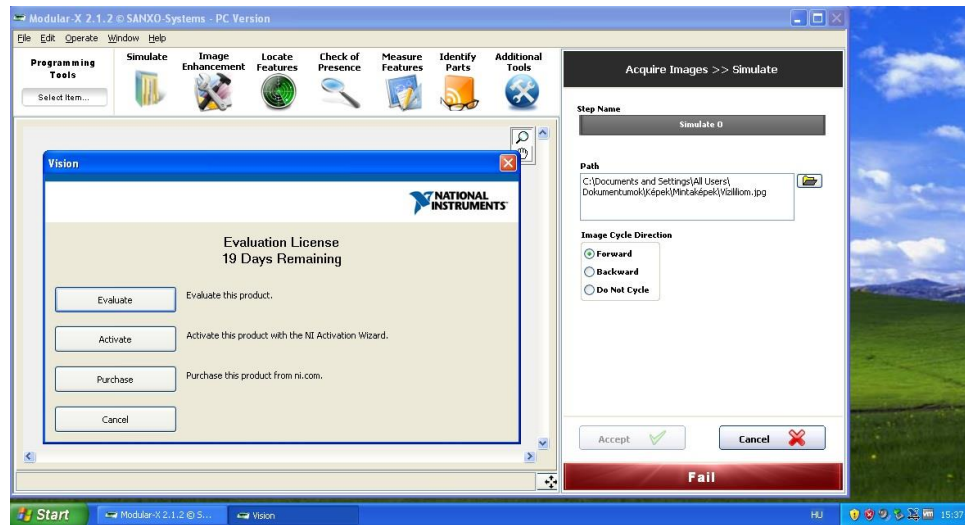 Modular-X 2.1.2 © SANXO-Systems - PC Version
File Edit Operate Window Help
Programming
Tools
Select Item...
Simulate
Image
Enhancement
Locate
Features
Check of
Presence
Measure
Features
Identify
Parts
Additional
Tools
Vision
NATIONAL
INSTRUMENTS
Evaluation License
19 Days Remaining
Evaluate
Evaluate this product.
Activate
Activate this product with the NI Activation Wizard.
Purchase
Purchase this product from ni.com.
Cancel
Acquire Images >> Simulate
Step Name
Simulate 0
Path
C:\Documents and Settings\All Users\
Dokumentumok\Képek\Mintaképek\Vízililiom.jpg
Image Cycle Direction
Forward
Backward
Do Not Cycle
Accept
Cancel
Fail
Start
Modular-X 2.1.2 © S...
Vision
HU
15:37